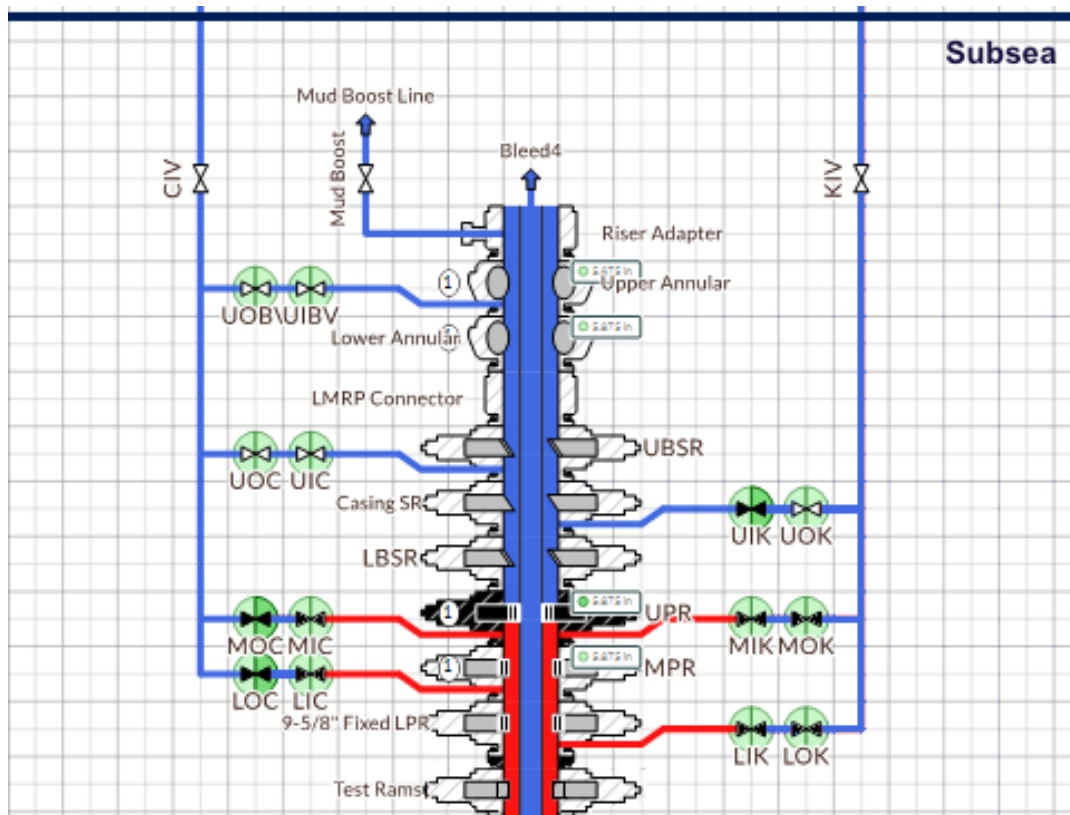 Subsea
Mud Boost Line
Bleed4
CIV
Mud Boost
KIV
Riser Adapter
1
Upper Annular
UOBV
UIBV
Lower Annular
LMRP Connector
UBSR
UOC
UIC
Casing SR
UIK
UOK
LBSR
1
UPR
MOC
MIC
MIK
MOK
1
MPR
LOC
LIC
9-5/8" Fixed LPR
LIK
LOK
Test Rams